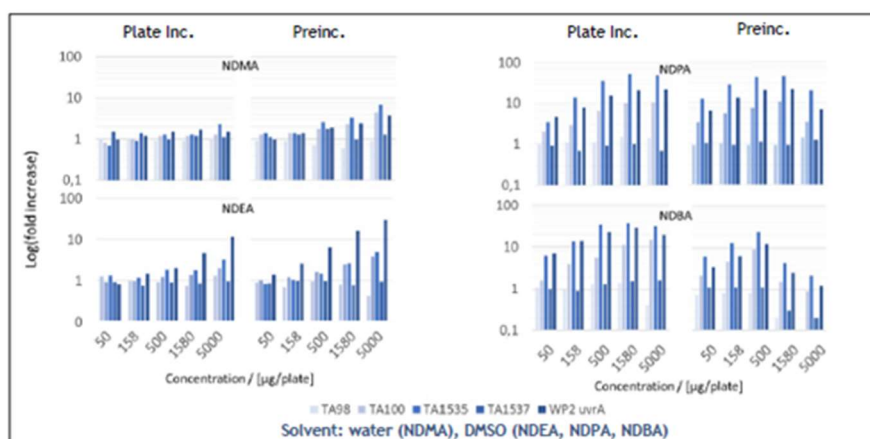 Plate Inc. Preinc.
NDMA
100
10
1
0,1
NDEA
100
10
1
0
50 158 500 1580 5000 50 158 500 1580 5000
Concentration / [µg/plate]
Log(fold increase)
Plate Inc. Preinc.
NDPA
100
10
1
0,1
NDBA
100
10
1
0,1
50 158 500 1580 5000 50 158 500 1580 5000
Concentration / [µg/plate]
TA98 TA100 TA1535 TA1537 WP2 uvrA
Solvent: water (NDMA), DMSO (NDEA, NDPA, NDBA)